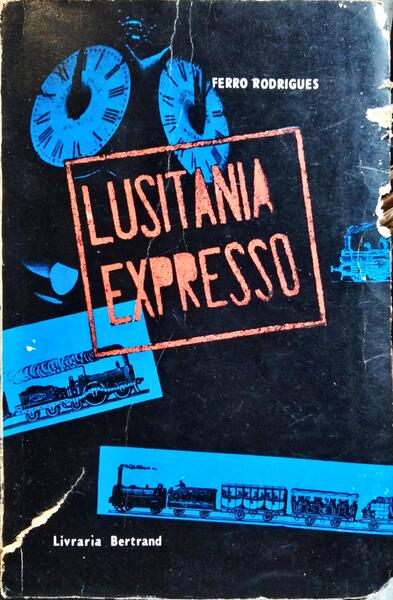 FERRO RODRIGUES
LUSITANIA
EXPRESSO
Livraria Bertrand